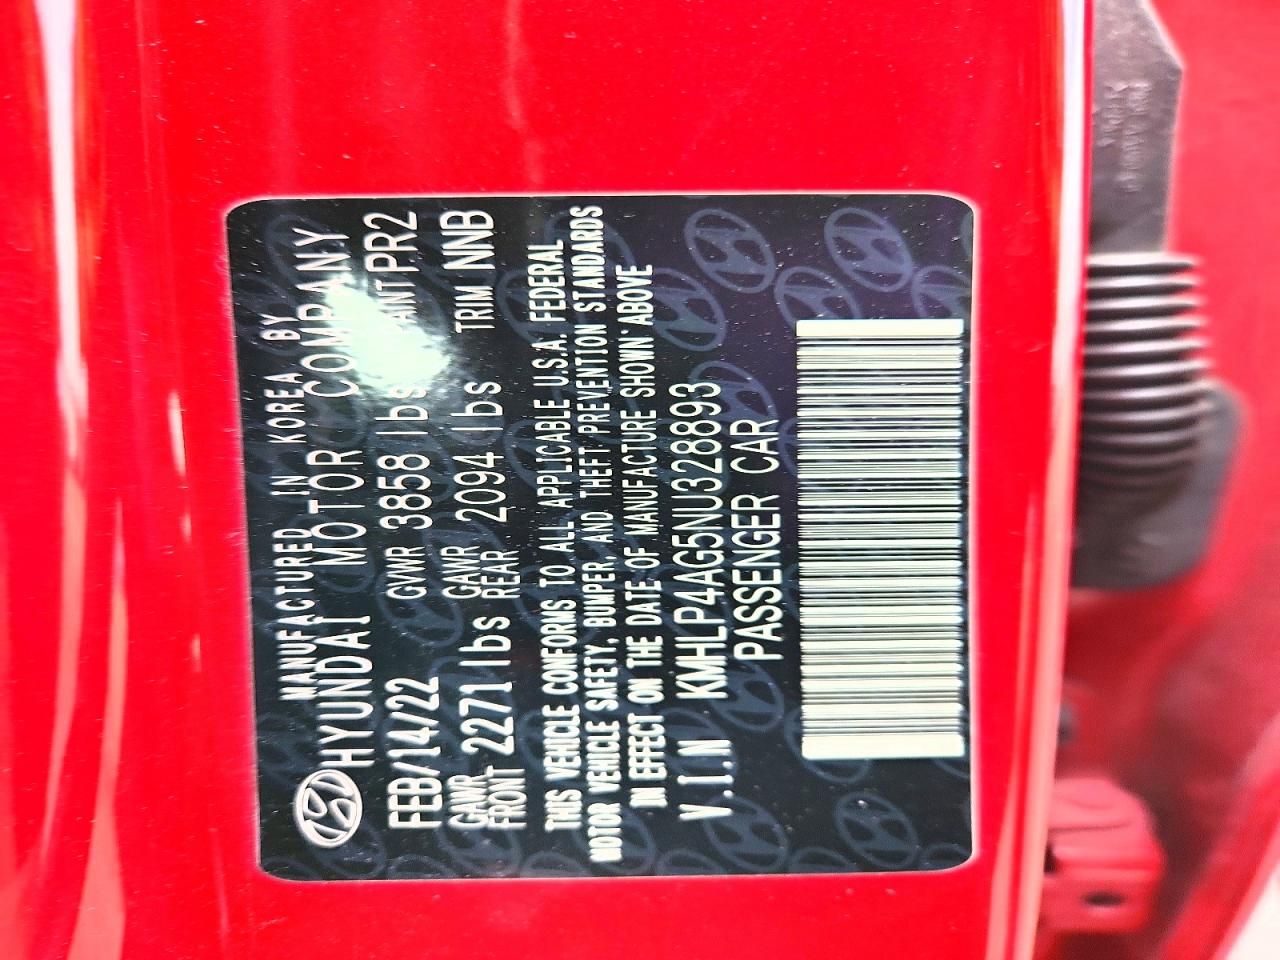 MANUFACTURED IN KOREA BY
HYUNDAI MOTOR COMPANY
FEB/14/22 GVWR 3858 lbs PR2
GAWR FRONT 2271 lbs GAWR REAR 2094 lbs TRIM NNB
THIS VEHICLE CONFORMS TO ALL APPLICABLE U.S.A. FEDERAL
MOTOR VEHICLE SAFETY, BUMPER, AND THEFT PREVENTION STANDARDS
IN EFFECT ON THE DATE OF MANUFACTURE SHOWN ABOVE
V.I.N KMHLP4AG5NU328893
PASSENGER CAR